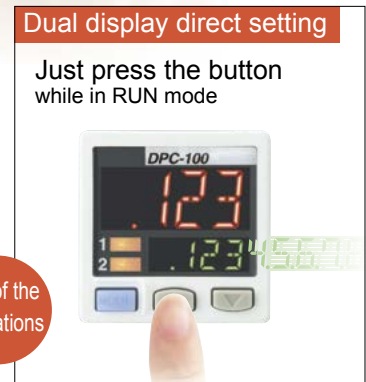 Dual display direct setting
Just press the button
while in RUN mode
DPC-100
.123
1
.123
2
of the
ations